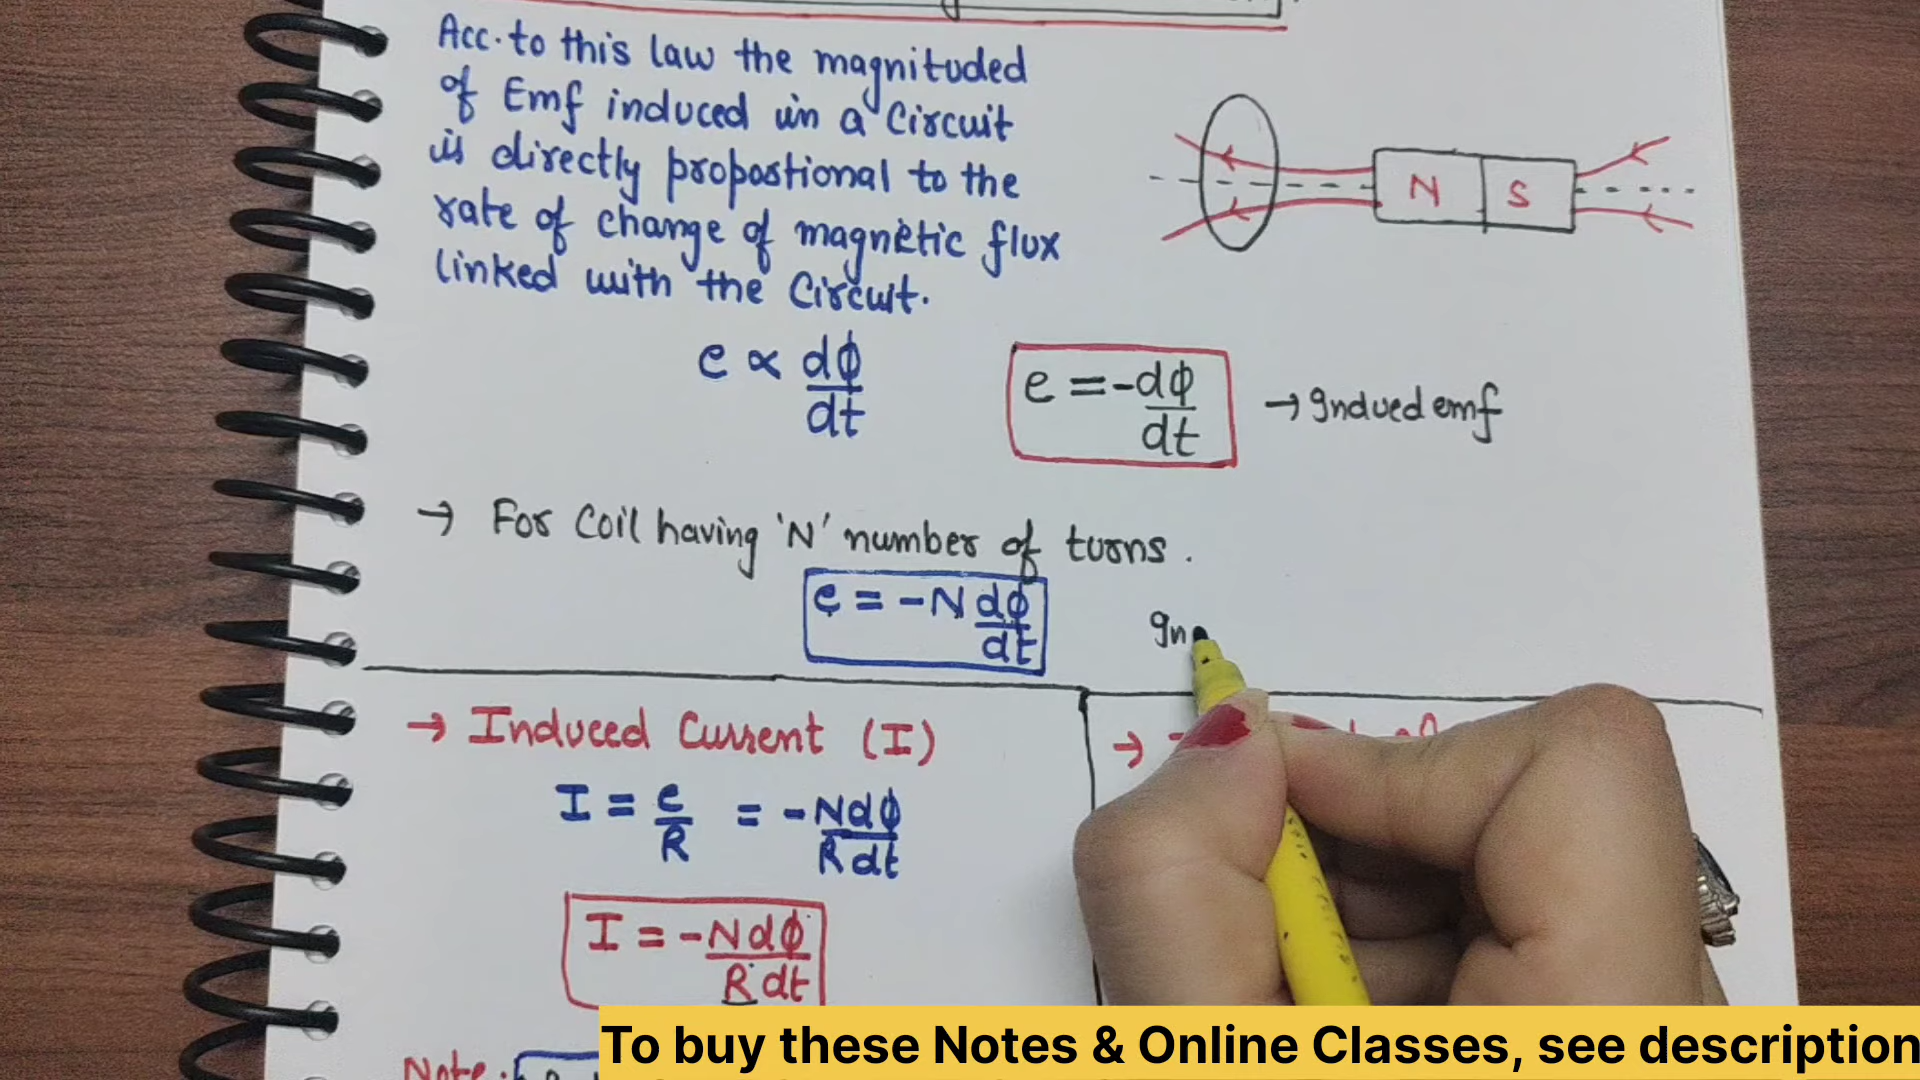 Acc. to this law the magnituded
of Emf induced in a Circuit
is directly proportional to the
rate of change of magnetic flux
linked with the Circuit.
N S
e ∝ dϕ/dt
e = -dϕ/dt → Indued emf
→ For Coil having 'N' number of turns.
e = -N dϕ/dt
In
→ Induced Current (I)
I = e/R = -Ndϕ/Rdt
I = -Ndϕ/Rdt
Note:
→
To buy these Notes & Online Classes, see description